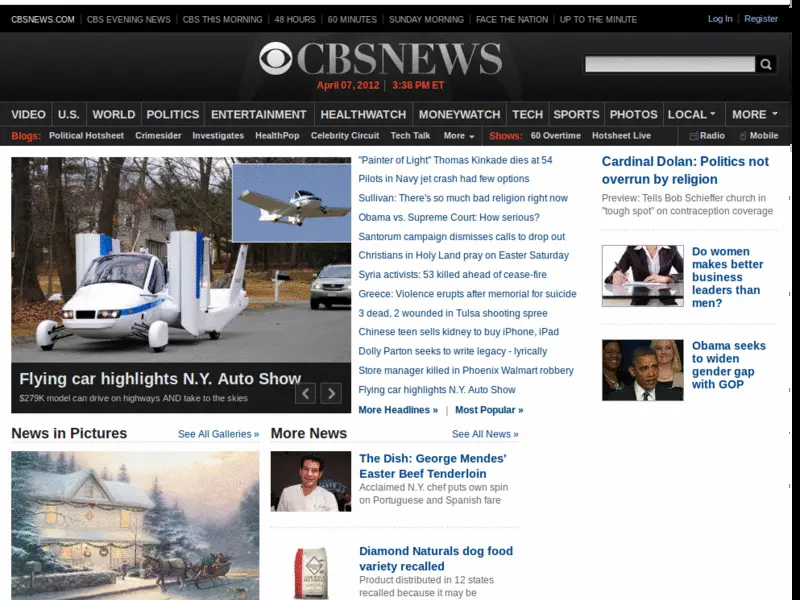 CBSNEWS.COM | CBS EVENING NEWS | CBS THIS MORNING | 48 HOURS | 60 MINUTES | SUNDAY MORNING | FACE THE NATION | UP TO THE MINUTE
Log In | Register
CBSNEWS
April 07, 2012 | 3:38 PM ET
VIDEO U.S. WORLD POLITICS ENTERTAINMENT HEALTHWATCH MONEYWATCH TECH SPORTS PHOTOS LOCAL MORE
Blogs: Political Hotsheet Crimesider Investigates HealthPop Celebrity Circuit Tech Talk More Shows: 60 Overtime Hotsheet Live Radio Mobile
Flying car highlights N.Y. Auto Show
$279K model can drive on highways AND take to the skies
"Painter of Light" Thomas Kinkade dies at 54
Pilots in Navy jet crash had few options
Sullivan: There's so much bad religion right now
Obama vs. Supreme Court: How serious?
Santorum campaign dismisses calls to drop out
Christians in Holy Land pray on Easter Saturday
Syria activists: 53 killed ahead of cease-fire
Greece: Violence erupts after memorial for suicide
3 dead, 2 wounded in Tulsa shooting spree
Chinese teen sells kidney to buy iPhone, iPad
Dolly Parton seeks to write legacy - lyrically
Store manager killed in Phoenix Walmart robbery
Flying car highlights N.Y. Auto Show
More Headlines » | Most Popular »
Cardinal Dolan: Politics not
overrun by religion
Preview: Tells Bob Schieffer church in
"tough spot" on contraception coverage
Do women
makes better
business
leaders than
men?
Obama seeks
to widen
gender gap
with GOP
News in Pictures
See All Galleries »
More News
See All News »
The Dish: George Mendes'
Easter Beef Tenderloin
Acclaimed N.Y. chef puts own spin
on Portuguese and Spanish fare
Diamond Naturals dog food
variety recalled
Product distributed in 12 states
recalled because it may be